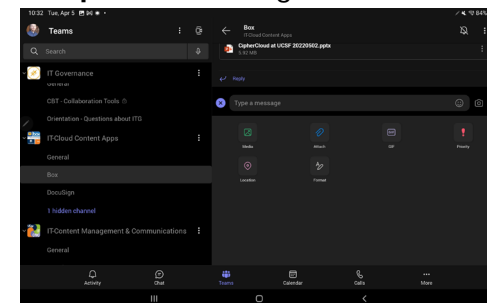 10:32 Tue, Apr 5
84%
Teams
Box
IT-Cloud Content Apps
Search
CipherCloud at UCSF 20220502.pptx
5.92 MB
IT Governance
Reply
General
CBT - Collaboration Tools
Type a message
Orientation - Questions about ITG
IT-Cloud Content Apps
Media
Attach
GIF
Priority
General
Box
Location
Format
DocuSign
1 hidden channel
IT-Content Management & Communications
General
Activity
Chat
Teams
Calendar
Calls
More